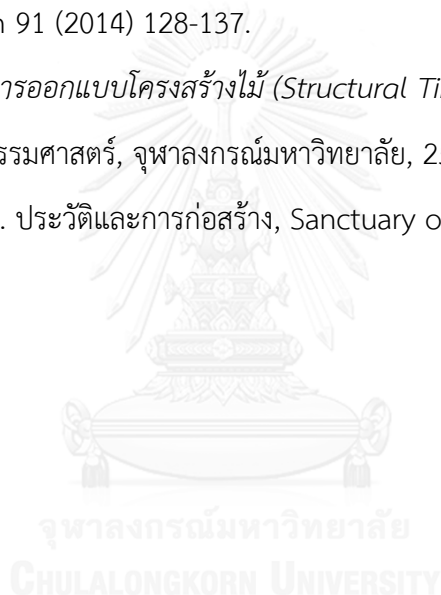 91 (2014) 128-137.
ารออกแบบโครงสร้างไม้ (Structural Ti
รรมศาสตร์, จุฬาลงกรณ์มหาวิทยาลัย, 2
. ประวัติและการก่อสร้าง, Sanctuary o
จุฬาลงกรณ์มหาวิทยาลัย
CHULALONGKORN UNIVERSITY